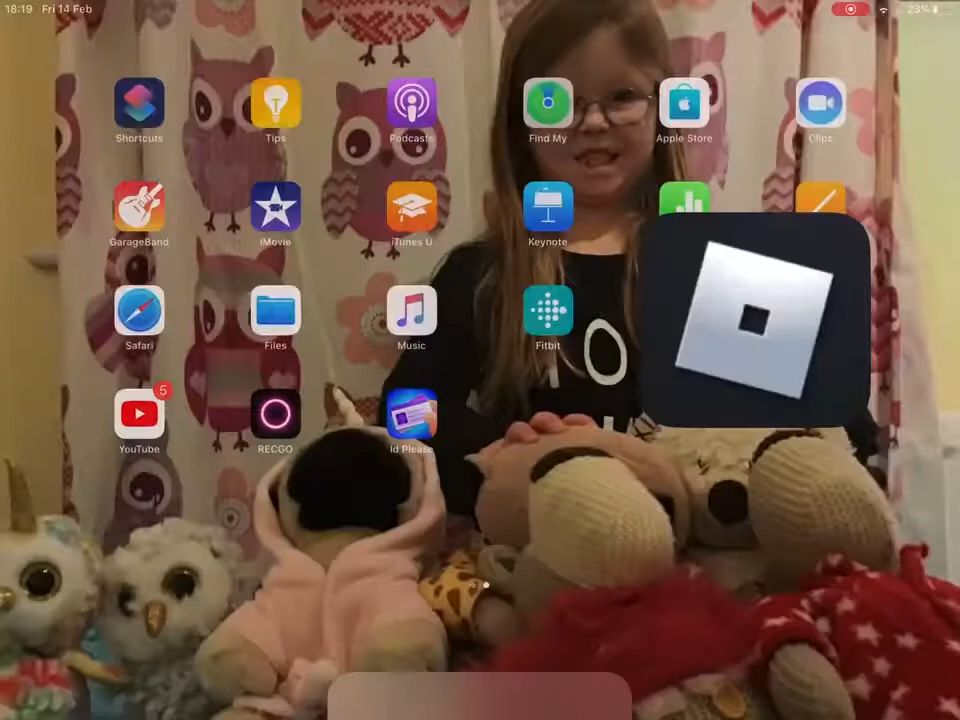 18:19 Fri 14 Feb 23%
Shortcuts Tips Podcasts Find My Apple Store Clips
GarageBand iMovie iTunes U Keynote
Safari Files Music Fitbit
5
YouTube RECGO Id Please
O